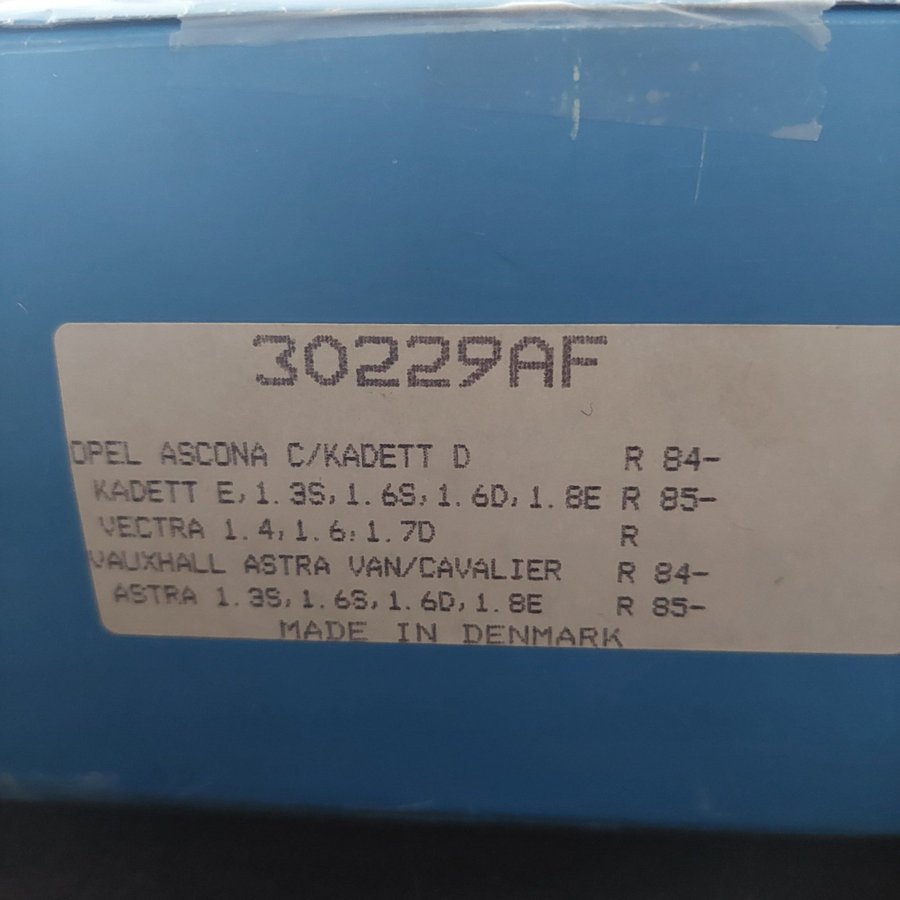 30229AF
OPEL ASCONA C/KADETT D R 84-
KADETT E,1.3S,1.6S,1.6D,1.8E R 85-
VECTRA 1.4,1.6,1.7D R
VAUXHALL ASTRA VAN/CAVALIER R 84-
ASTRA 1.3S,1.6S,1.6D,1.8E R 85-
MADE IN DENMARK